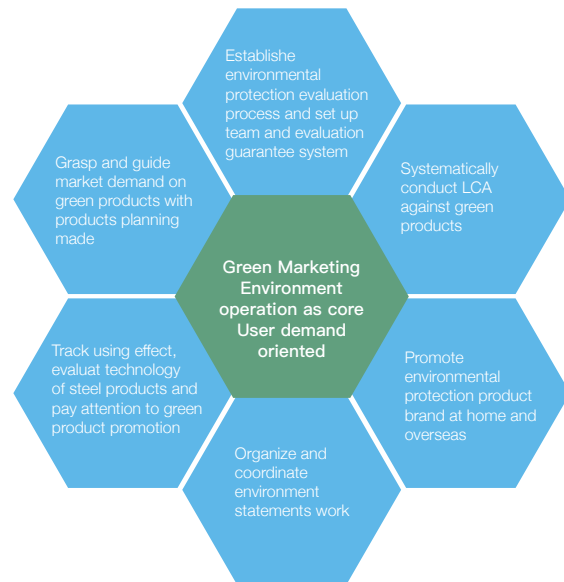 Establishe
environmental
protection evaluation
process and set up
team and evaluation
guarantee system
Grasp and guide
market demand on
green products with
products planning
made
Systematically
conduct LCA
against green
products
Green Marketing
Environment
operation as core
User demand
oriented
Track using effect,
evaluat technology
of steel products and
pay attention to green
product promotion
Promote
environmental
protection product
brand at home and
overseas
Organize and
coordinate
environment
statements work